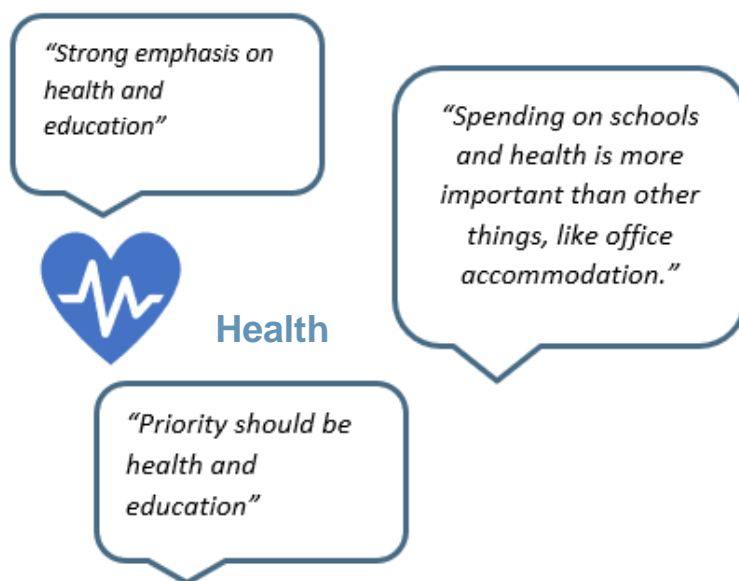 “Strong emphasis on
health and
education”
“Spending on schools
and health is more
important than other
things, like office
accommodation.”
Health
“Priority should be
health and
education”